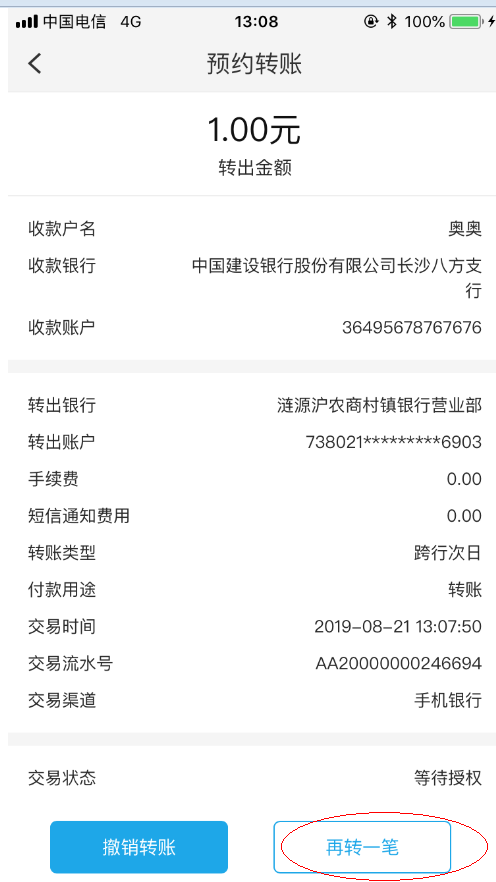 中国电信 4G 13:08 100%
预约转账
1.00元
转出金额
收款户名 奥奥
收款银行 中国建设银行股份有限公司长沙八方支
行
收款账户 36495678767676
转出银行 涟源沪农商村镇银行营业部
转出账户 738021*********6903
手续费 0.00
短信通知费用 0.00
转账类型 跨行次日
付款用途 转账
交易时间 2019-08-21 13:07:50
交易流水号 AA20000000246694
交易渠道 手机银行
交易状态 等待授权
撤销转账 再转一笔